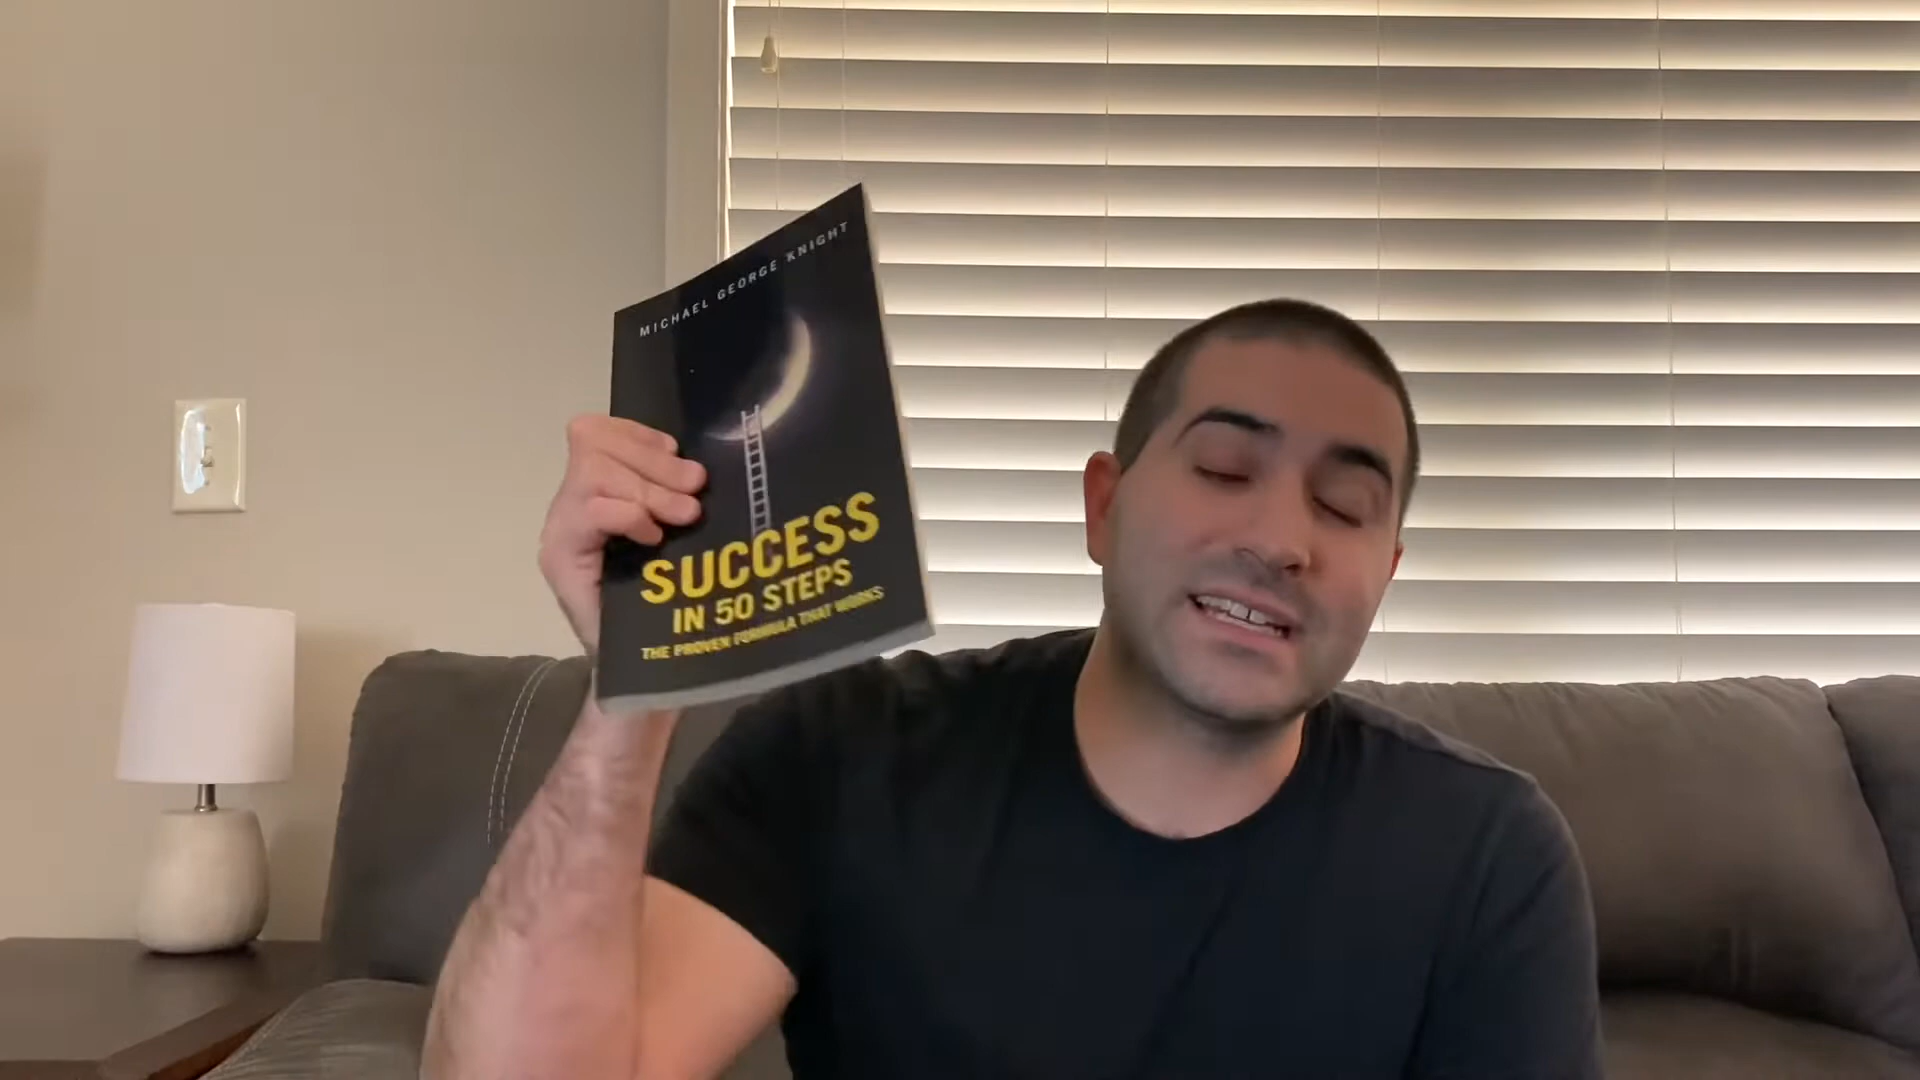 MICHAEL GEORGE KNIGHT
SUCCESS
IN 50 STEPS
THE PROVEN FORMULA THAT WORKS